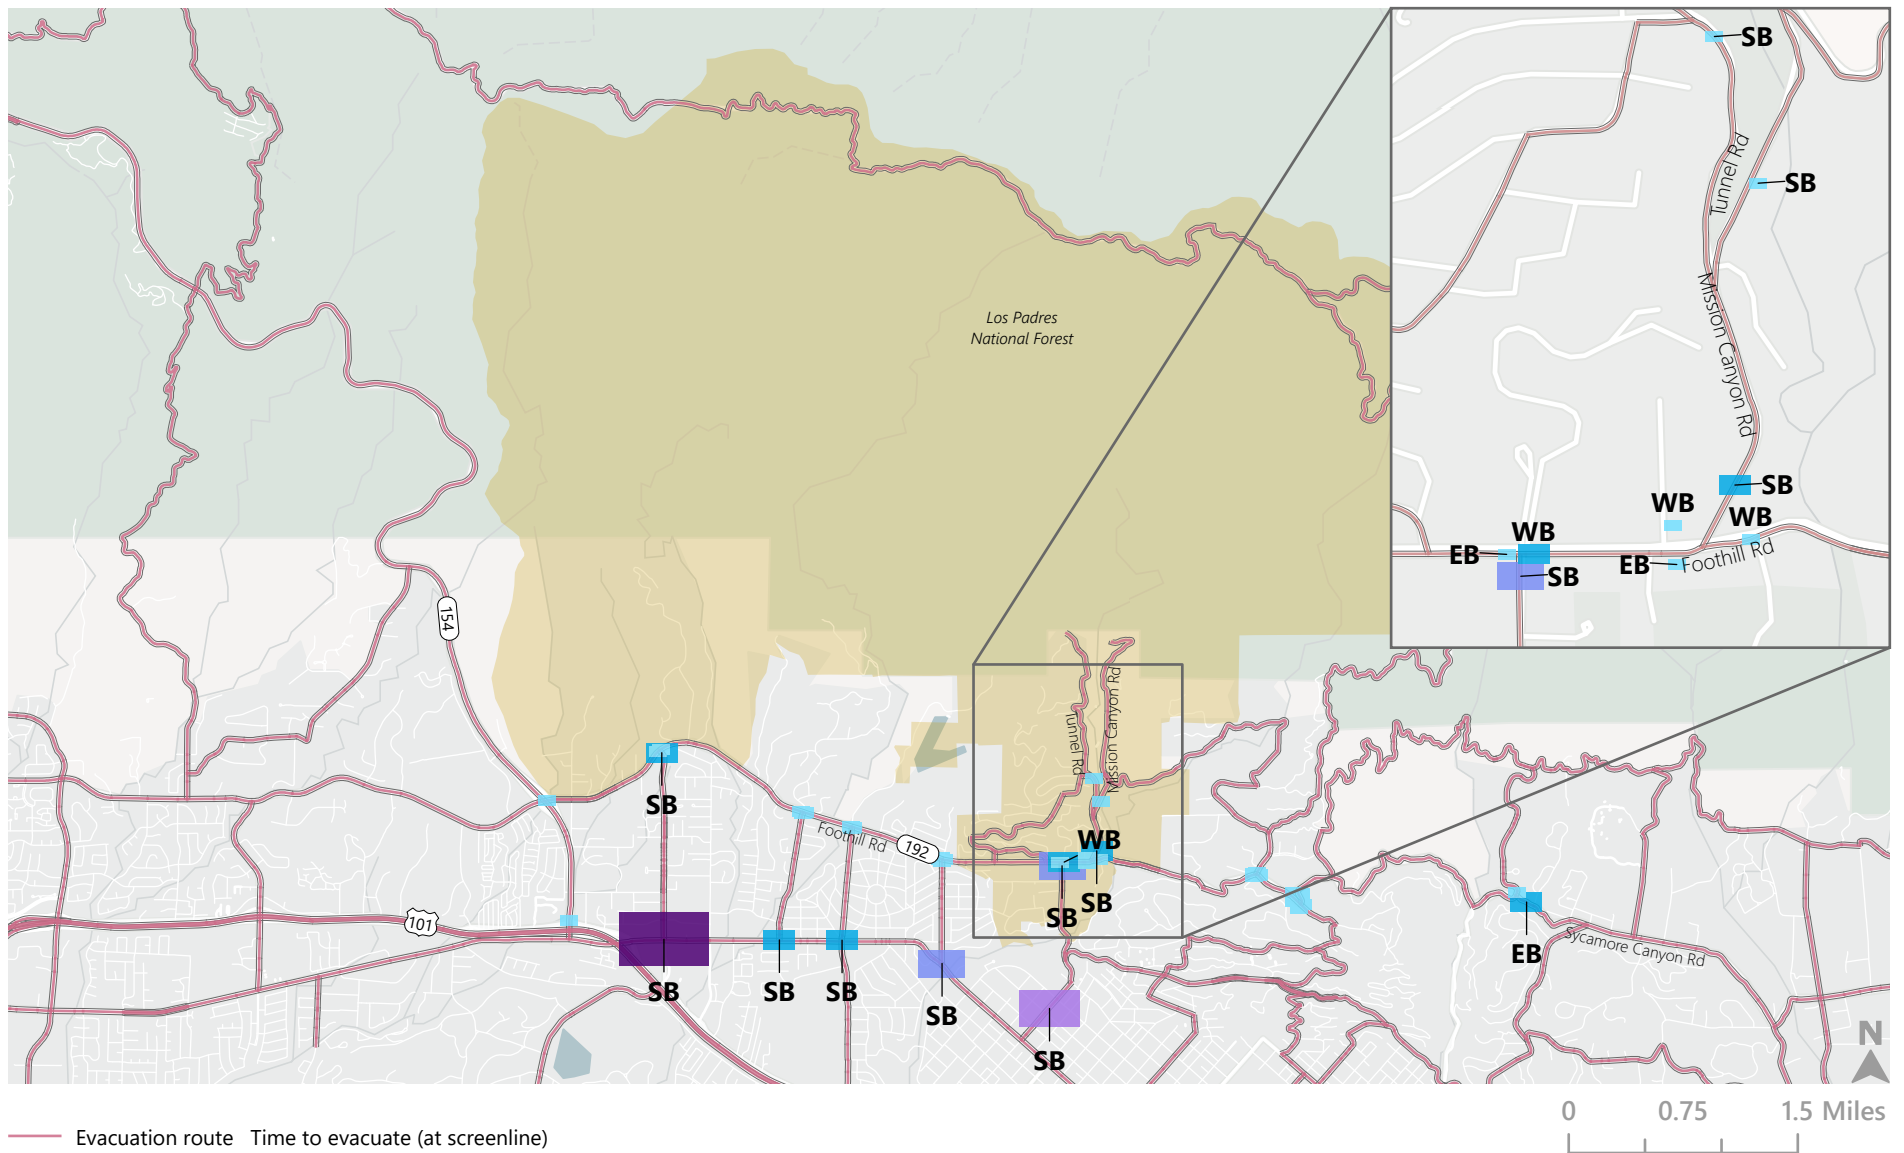 SB
SB
Tunnel Rd
Mission Canyon Rd
SB
WB
WB
WB
EB
EB
SB
Foothill Rd
Los Padres
National Forest
154
Tunnel Rd
Mission Canyon Rd
SB
Foothill Rd
192
WB
SB
SB
101
EB
Sycamore Canyon Rd
SB
SB
SB
SB
SB
N
0
0.75
1.5 Miles
Evacuation route
Time to evacuate (at screenline)